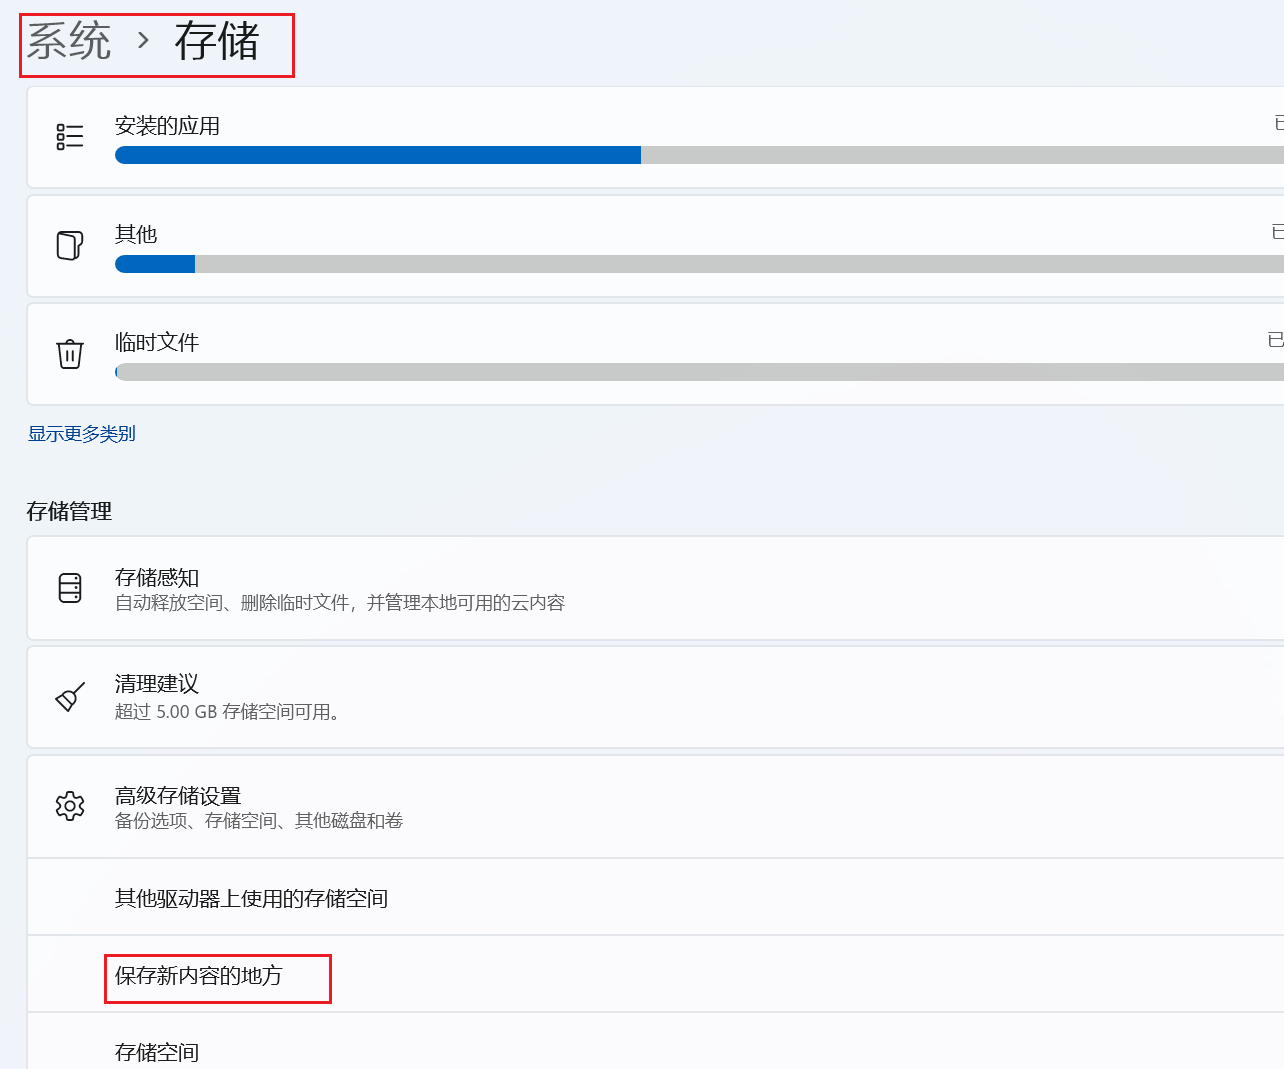 系统 › 存储
安装的应用
其他
临时文件
已
显示更多类别
存储管理
存储感知
自动释放空间、删除临时文件，并管理本地可用的云内容
清理建议
超过 5.00 GB 存储空间可用。
高级存储设置
备份选项、存储空间、其他磁盘和卷
其他驱动器上使用的存储空间
保存新内容的地方
存储空间